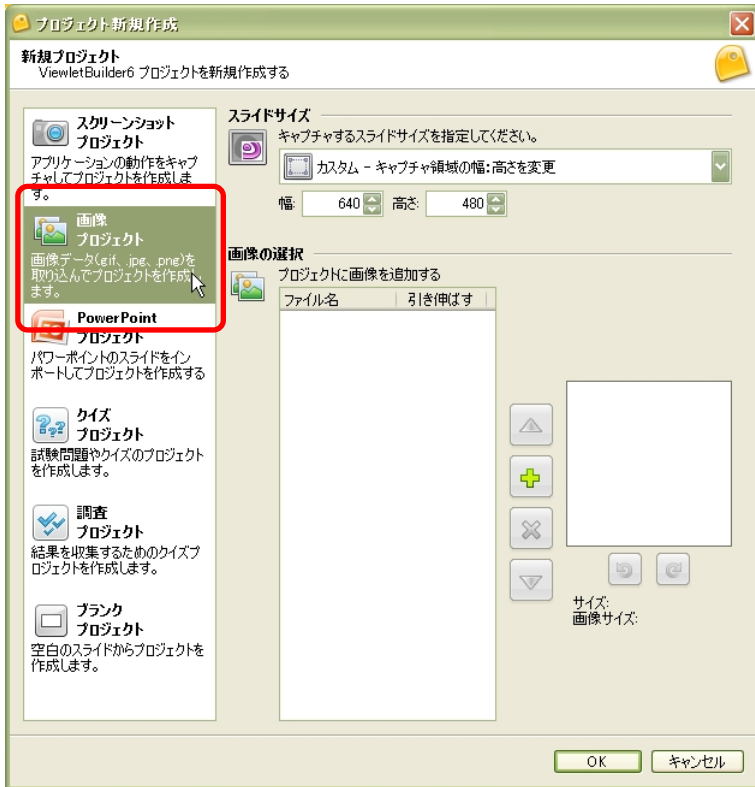 プロジェクト新規作成
新規プロジェクト
ViewletBuilder6 プロジェクトを新規作成する
スクリーンショット
プロジェクト
アプリケーションの動作をキャプ
チャしてプロジェクトを作成しま
す。
画像
プロジェクト
画像データ(gif、.jpg、.png)を
取り込んでプロジェクトを作成し
ます。
PowerPoint
プロジェクト
パワーポイントのスライドをイン
ポートしてプロジェクトを作成する
クイズ
プロジェクト
試験問題やクイズのプロジェクト
を作成します。
調査
プロジェクト
結果を収集するためのクイズプ
ロジェクトを作成します。
ブランク
プロジェクト
空白のスライドからプロジェクトを
作成します。
スライドサイズ
キャプチャするスライドサイズを指定してください。
カスタム - キャプチャ領域の幅:高さを変更
幅: 640 高さ: 480
画像の選択
プロジェクトに画像を追加する
ファイル名 引き伸ばす
サイズ:
画像サイズ:
OK キャンセル